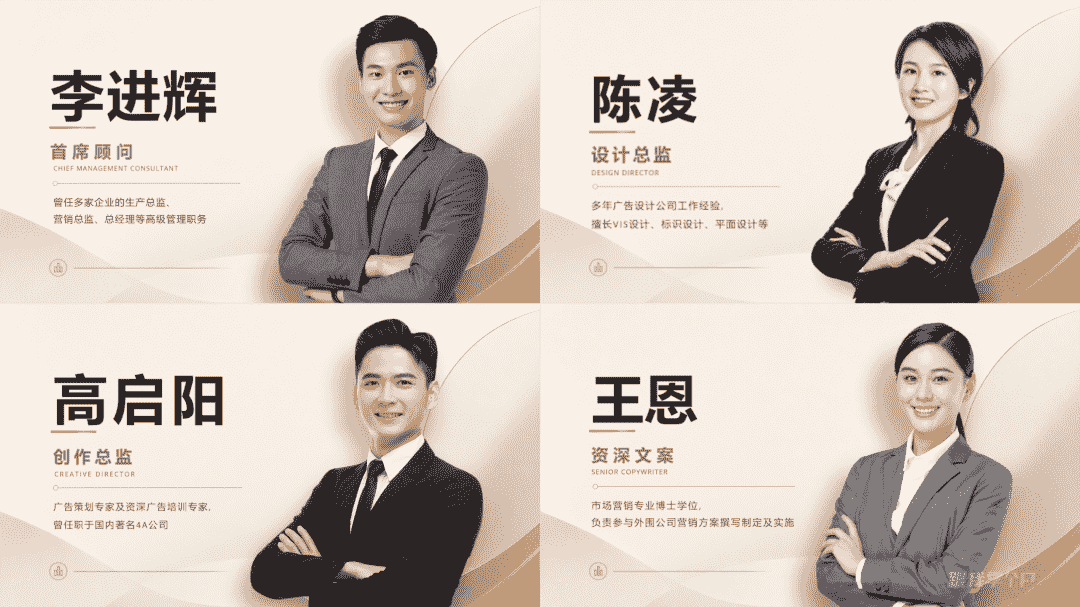 李进辉
首席顾问
CHIEF MANAGEMENT CONSULTANT
曾任多家企业的生产总监、
营销总监、总经理等高级管理职务
陈凌
设计总监
DESIGN DIRECTOR
多年广告设计公司工作经验,
擅长VIS设计、标识设计、平面设计等
高启阳
创作总监
CREATIVE DIRECTOR
广告策划专家及资深广告培训专家,
曾任职于国内著名4A公司
王恩
资深文案
SENIOR COPYWRITER
市场营销专业博士学位,
负责参与外围公司营销方案撰写制定及实施